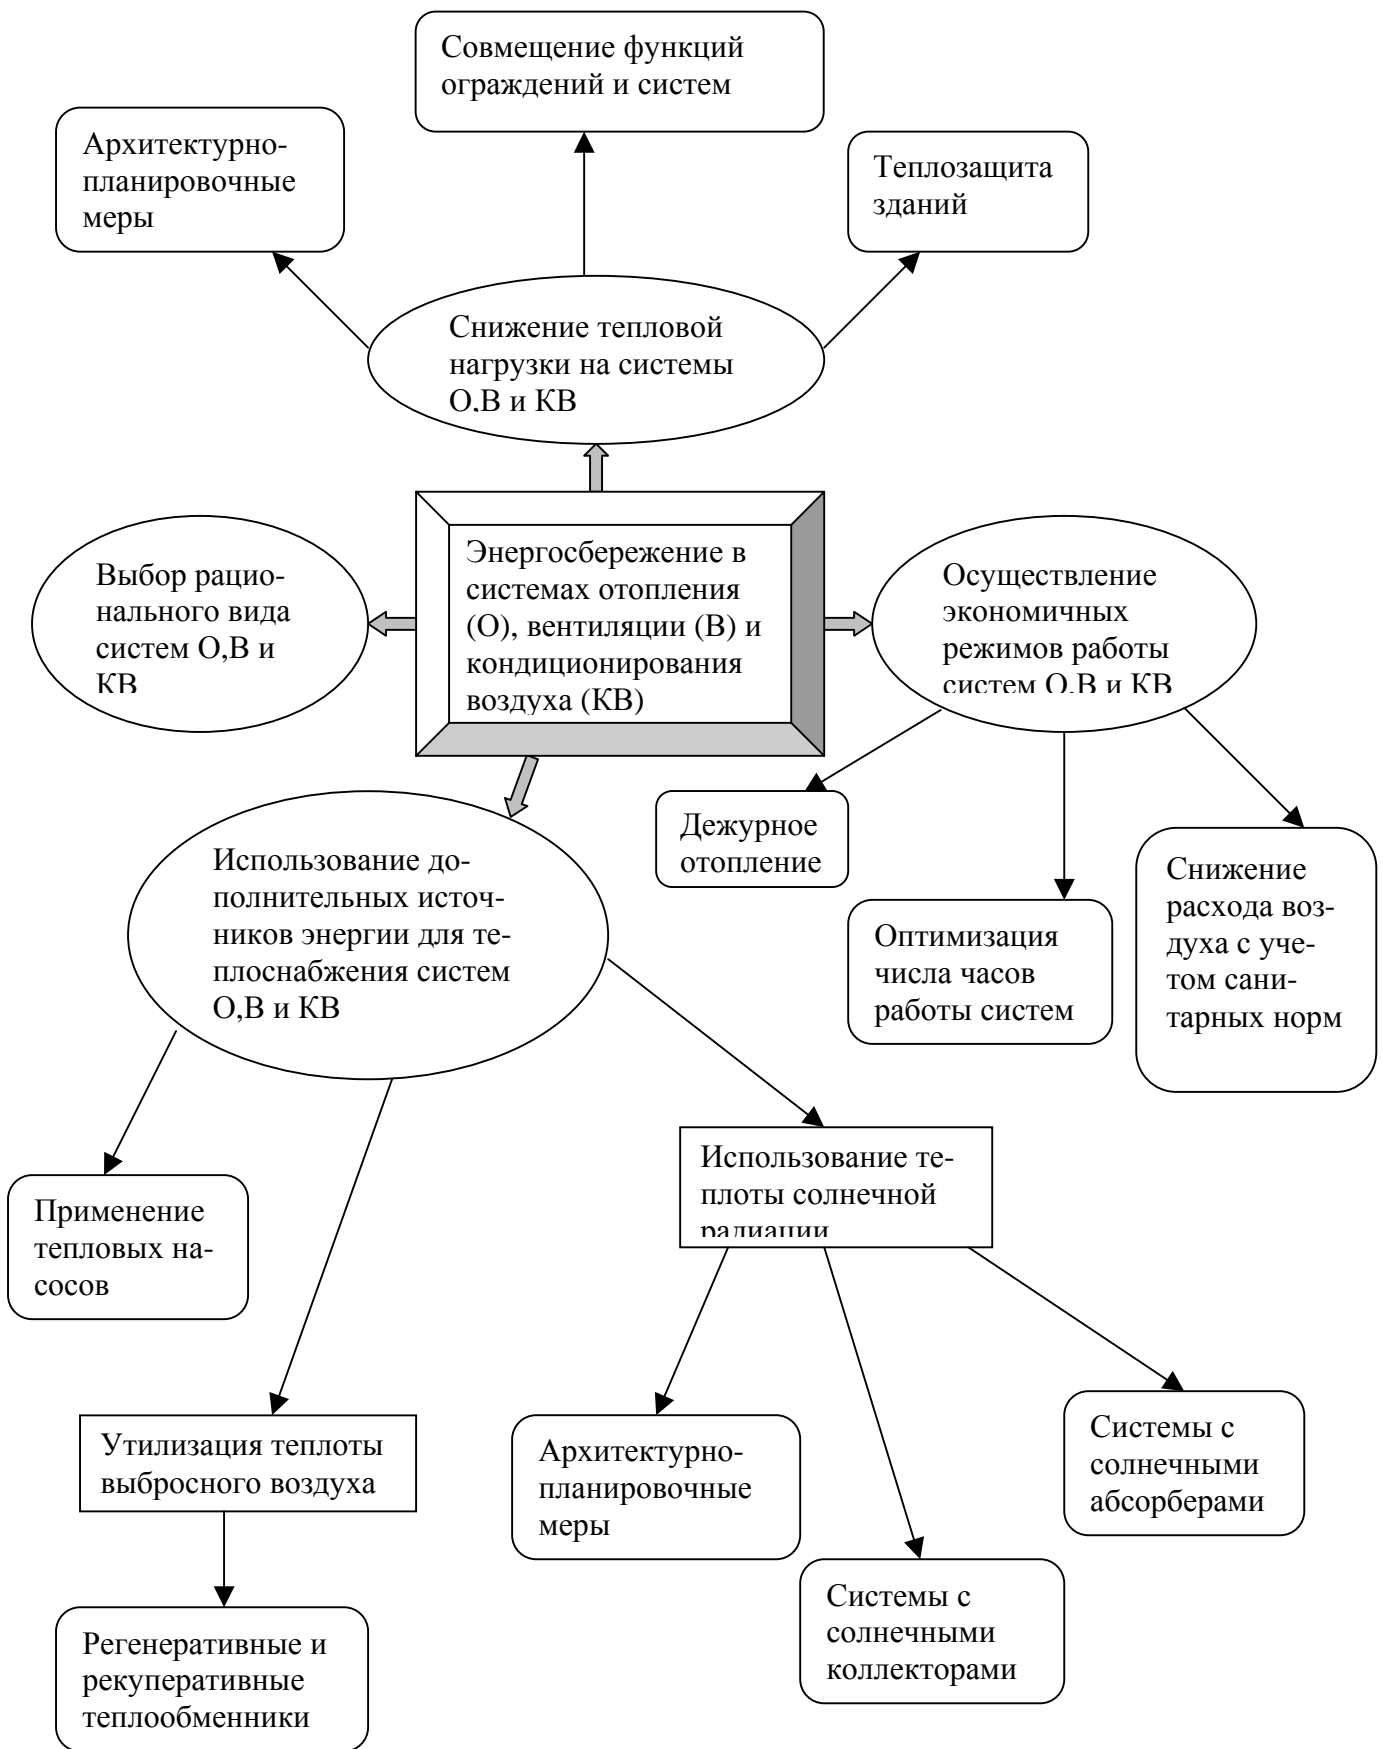 Совмещение функций
ограждений и систем
Архитектурно-
планировочные
меры
Теплозащита
зданий
Снижение тепловой
нагрузки на системы
О,В и КВ
Выбор рацио-
нального вида
систем О,В и
КВ
Энергосбережение в
системах отопления
(О), вентиляции (В) и
кондиционирования
воздуха (КВ)
Осуществление
экономичных
режимов работы
систем О,В и КВ
Дежурное
отопление
Оптимизация
числа часов
работы систем
Снижение
расхода воз-
духа с уче-
том сани-
тарных норм
Использование до-
полнительных источ-
ников энергии для те-
плоснабжения систем
О,В и КВ
Применение
тепловых на-
сосов
Использование те-
плоты солнечной
радиации
Утилизация теплоты
выбросного воздуха
Архитектурно-
планировочные
меры
Системы с
солнечными
абсорберами
Системы с
солнечными
коллекторами
Регенеративные и
рекуперативные
теплообменники